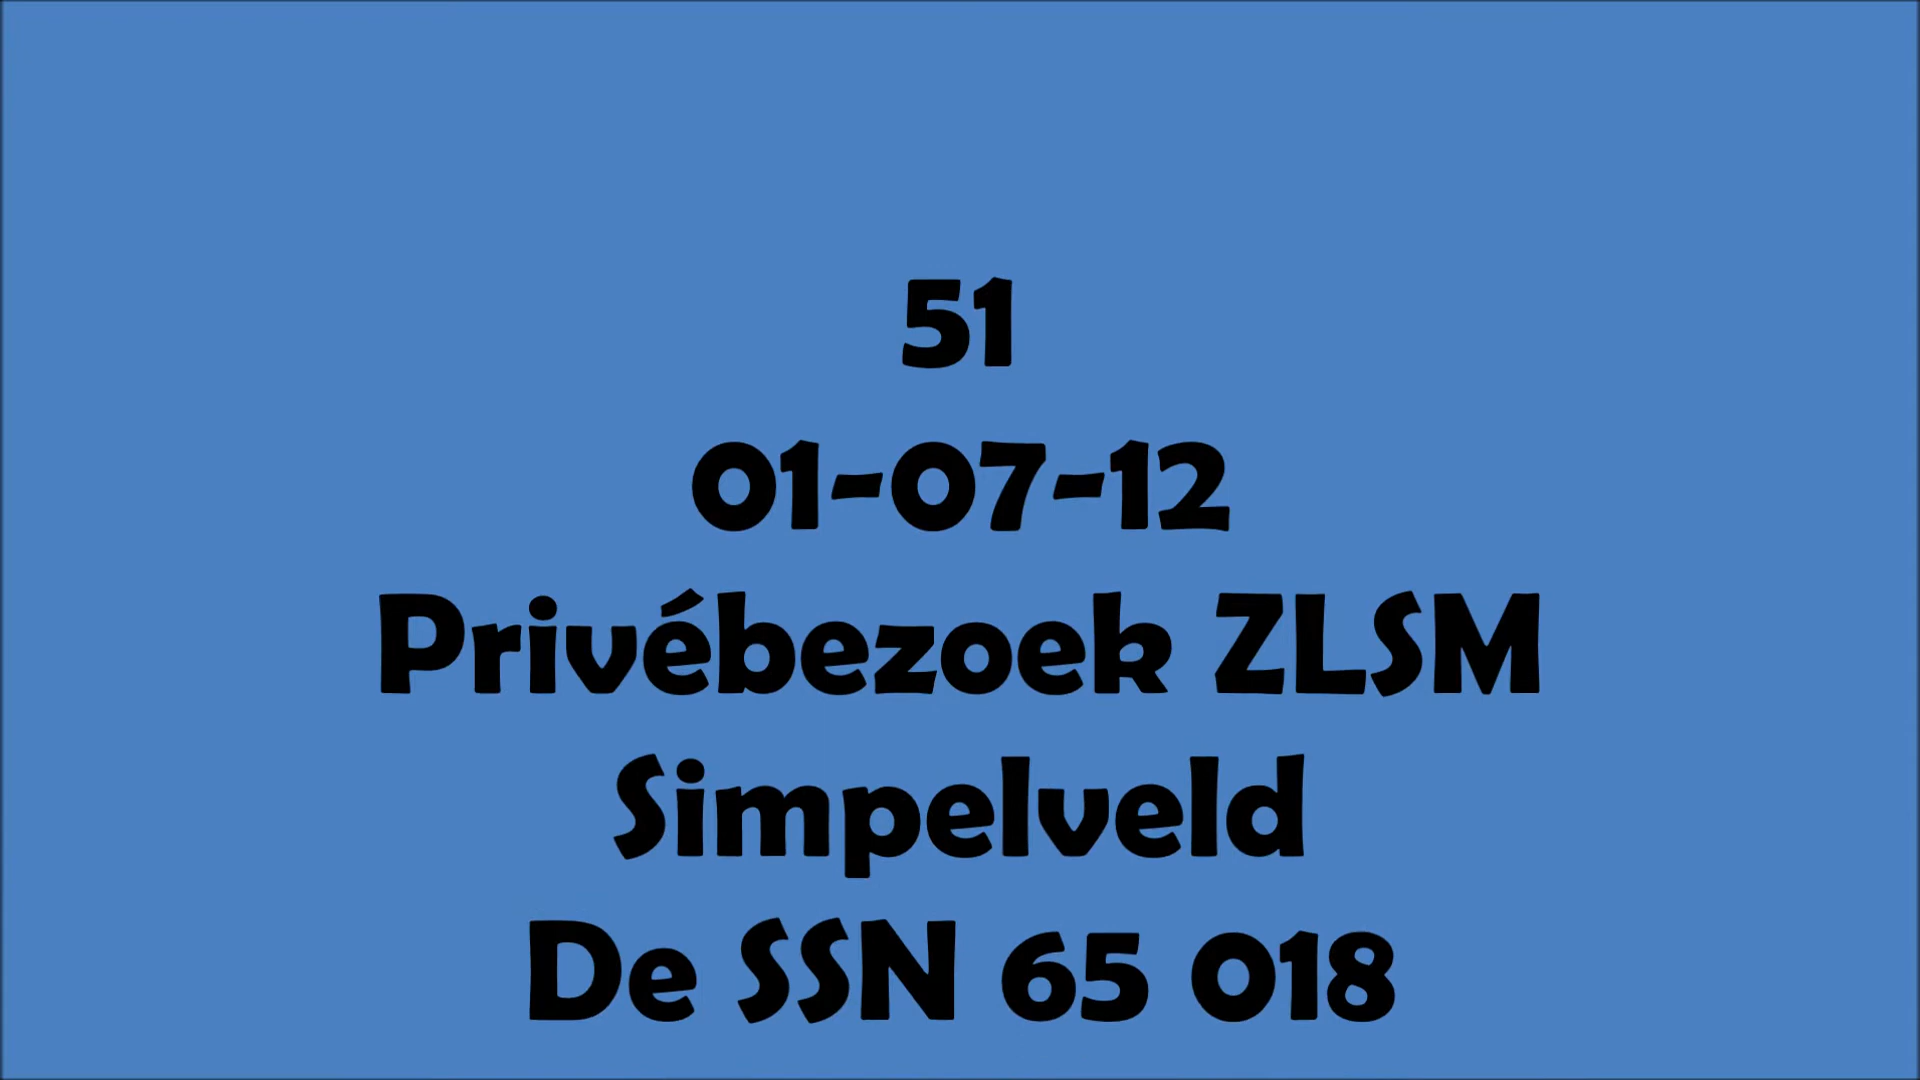 51
01-07-12
Privébezoek ZLSM
Simpelveld
De SSN 65 018